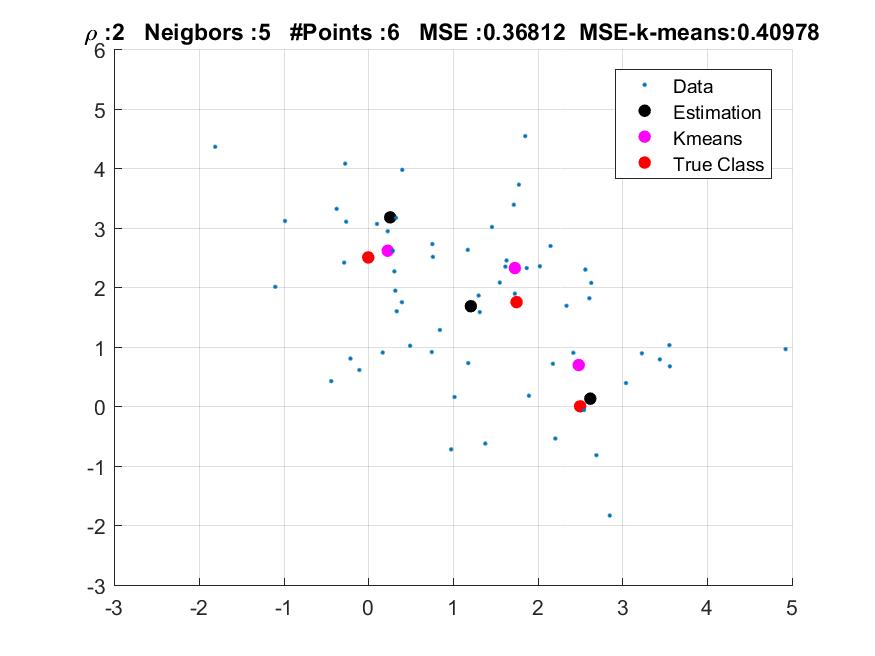 ρ :2 Neigbors :5 #Points :6 MSE :0.36812 MSE-k-means:0.40978
6
5
4
3
2
1
0
-1
-2
-3
-3 -2 -1 0 1 2 3 4 5
Data
Estimation
Kmeans
True Class